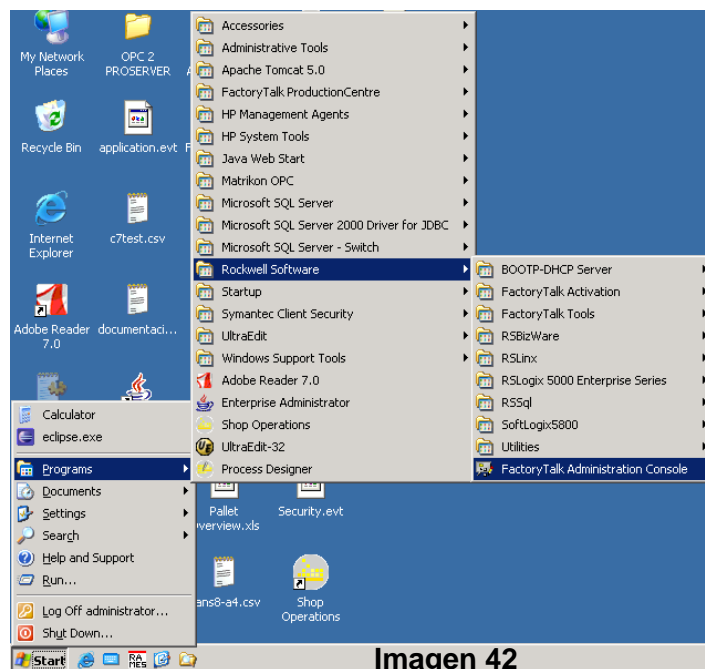 My Network
Places
OPC 2
PROSERVER
Recycle Bin
application.evt
Internet
Explorer
c7test.csv
Adobe Reader
7.0
documentaci...
Calculator
eclipse.exe
Programs
Documents
Settings
Search
Help and Support
Run...
Log Off administrator...
Shut Down...
Start
Accessories
Administrative Tools
Apache Tomcat 5.0
FactoryTalk ProductionCentre
HP Management Agents
HP System Tools
Java Web Start
Matrikon OPC
Microsoft SQL Server
Microsoft SQL Server 2000 Driver for JDBC
Microsoft SQL Server - Switch
Rockwell Software
Startup
Symantec Client Security
UltraEdit
Windows Support Tools
Adobe Reader 7.0
Enterprise Administrator
Shop Operations
UltraEdit-32
Process Designer
BOOTP-DHCP Server
FactoryTalk Activation
FactoryTalk Tools
RSBizWare
RSLinx
RSLogix 5000 Enterprise Series
RSSql
SoftLogix5800
Utilities
FactoryTalk Administration Console
Pallet
verview.xls
Security.evt
ans8-a4.csv
Shop
Operations
Imagen 42